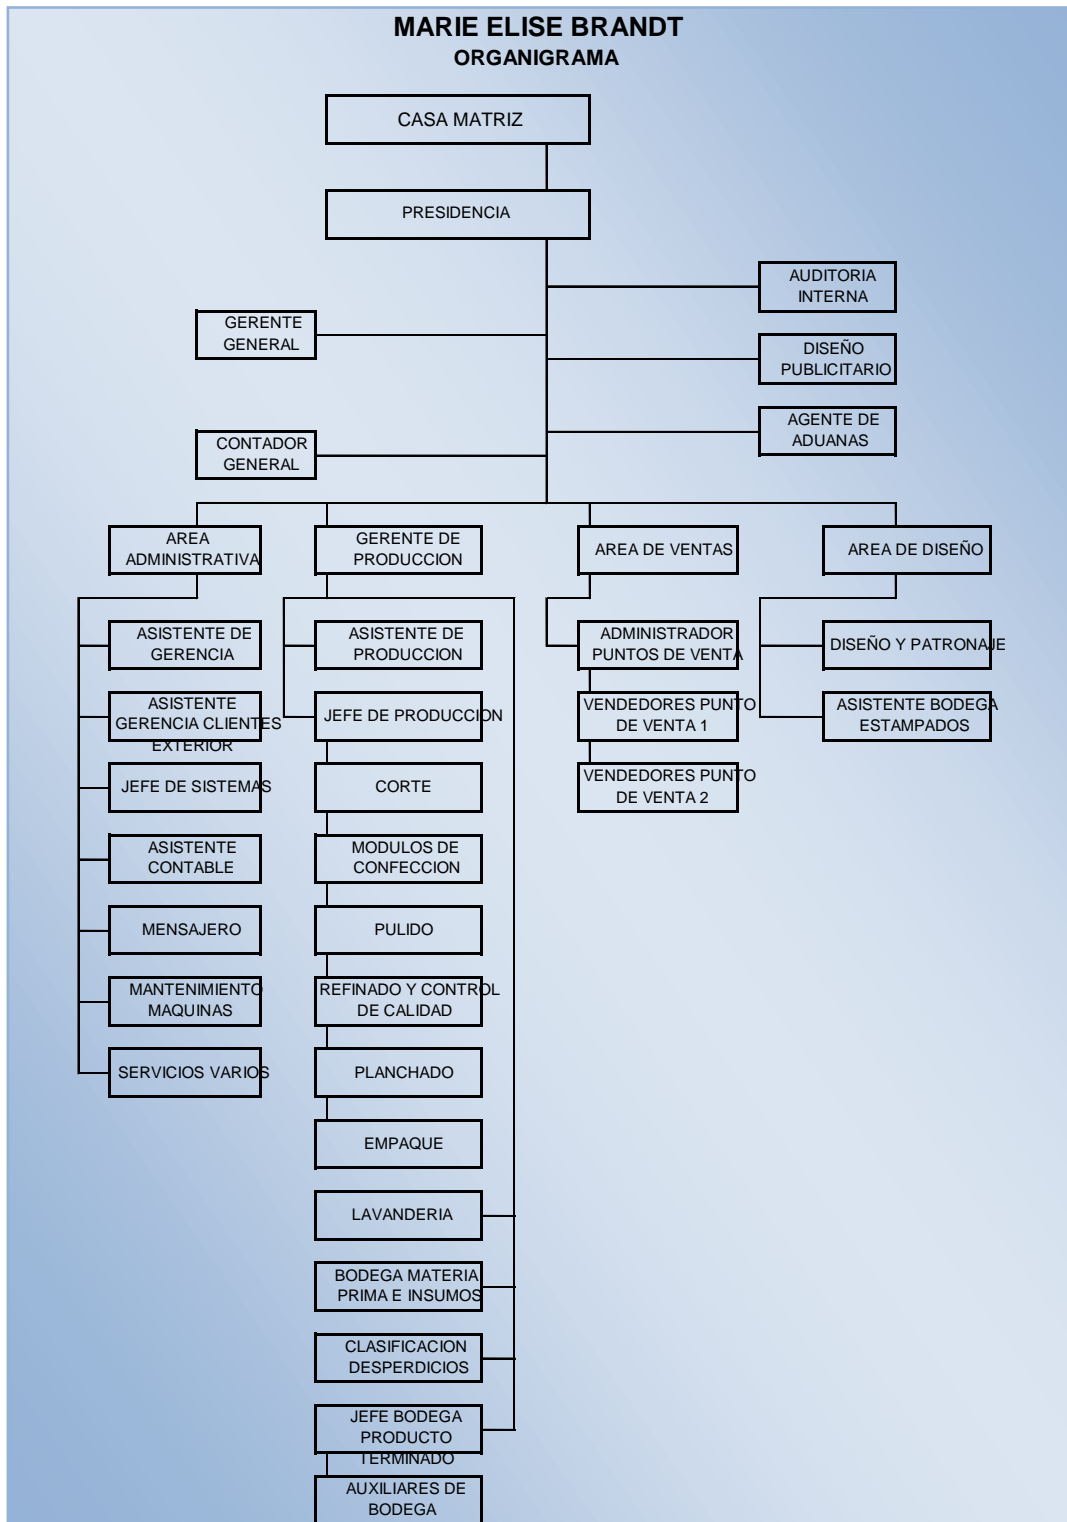 MARIE ELISE BRANDT
ORGANIGRAMA
CASA MATRIZ
PRESIDENCIA
AUDITORIA
INTERNA
GERENTE
GENERAL
DISEÑO
PUBLICITARIO
AGENTE DE
ADUANAS
CONTADOR
GENERAL
AREA
ADMINISTRATIVA
GERENTE DE
PRODUCCION
AREA DE VENTAS
AREA DE DISEÑO
ASISTENTE DE
GERENCIA
ASISTENTE
GERENCIA CLIENTES
EXTERIOR
JEFE DE SISTEMAS
ASISTENTE
CONTABLE
MENSAJERO
MANTENIMIENTO
MAQUINAS
SERVICIOS VARIOS
ASISTENTE DE
PRODUCCION
JEFE DE PRODUCCION
CORTE
MODULOS DE
CONFECCION
PULIDO
REFINADO Y CONTROL
DE CALIDAD
PLANCHADO
EMPAQUE
LAVANDERIA
BODEGA MATERIA
PRIMA E INSUMOS
CLASIFICACION
DESPERDICIOS
JEFE BODEGA
PRODUCTO
TERMINADO
AUXILIARES DE
BODEGA
ADMINISTRADOR
PUNTOS DE VENTA
VENDEDORES PUNTO
DE VENTA 1
VENDEDORES PUNTO
DE VENTA 2
DISEÑO Y PATRONAJE
ASISTENTE BODEGA
ESTAMPADOS